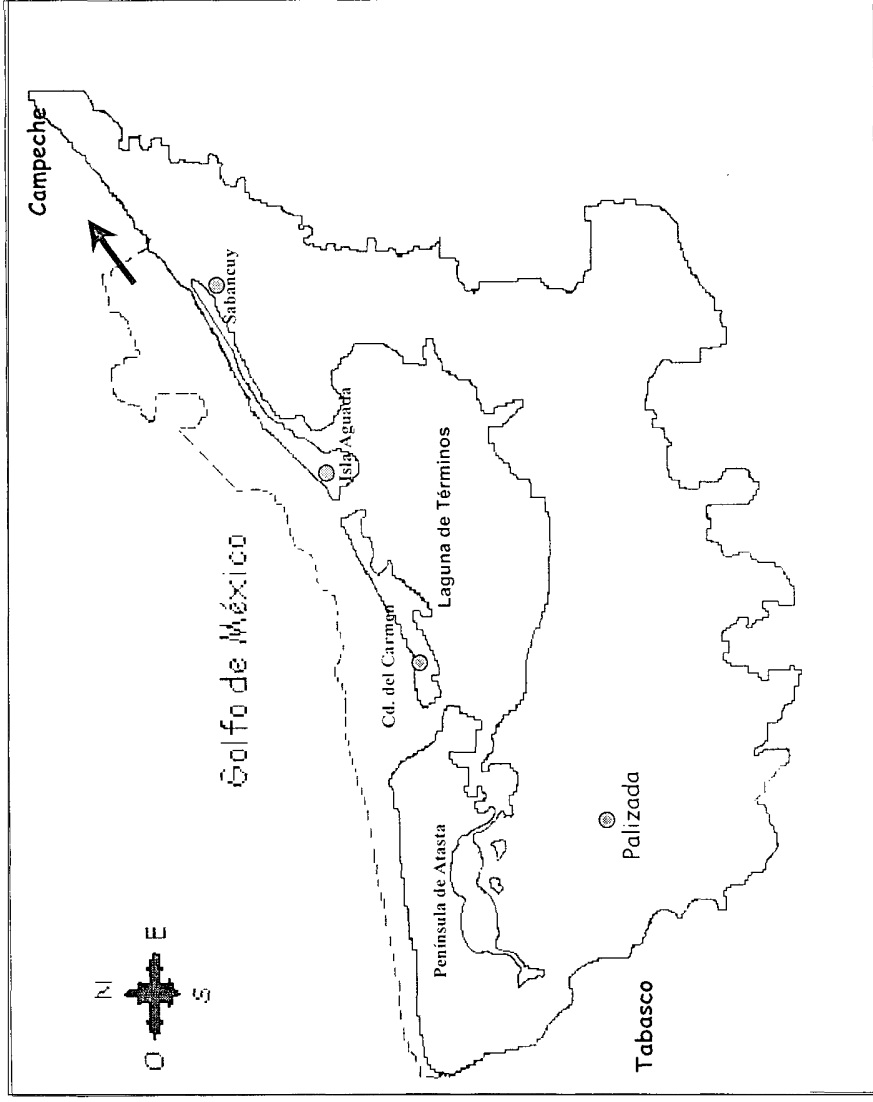 Campeche
Sabancuy
Golfo de México
Isla Aguada
Laguna de Términos
Cd. del Carmen
N
O
E
S
Península de Atasta
Palizada
Tabasco